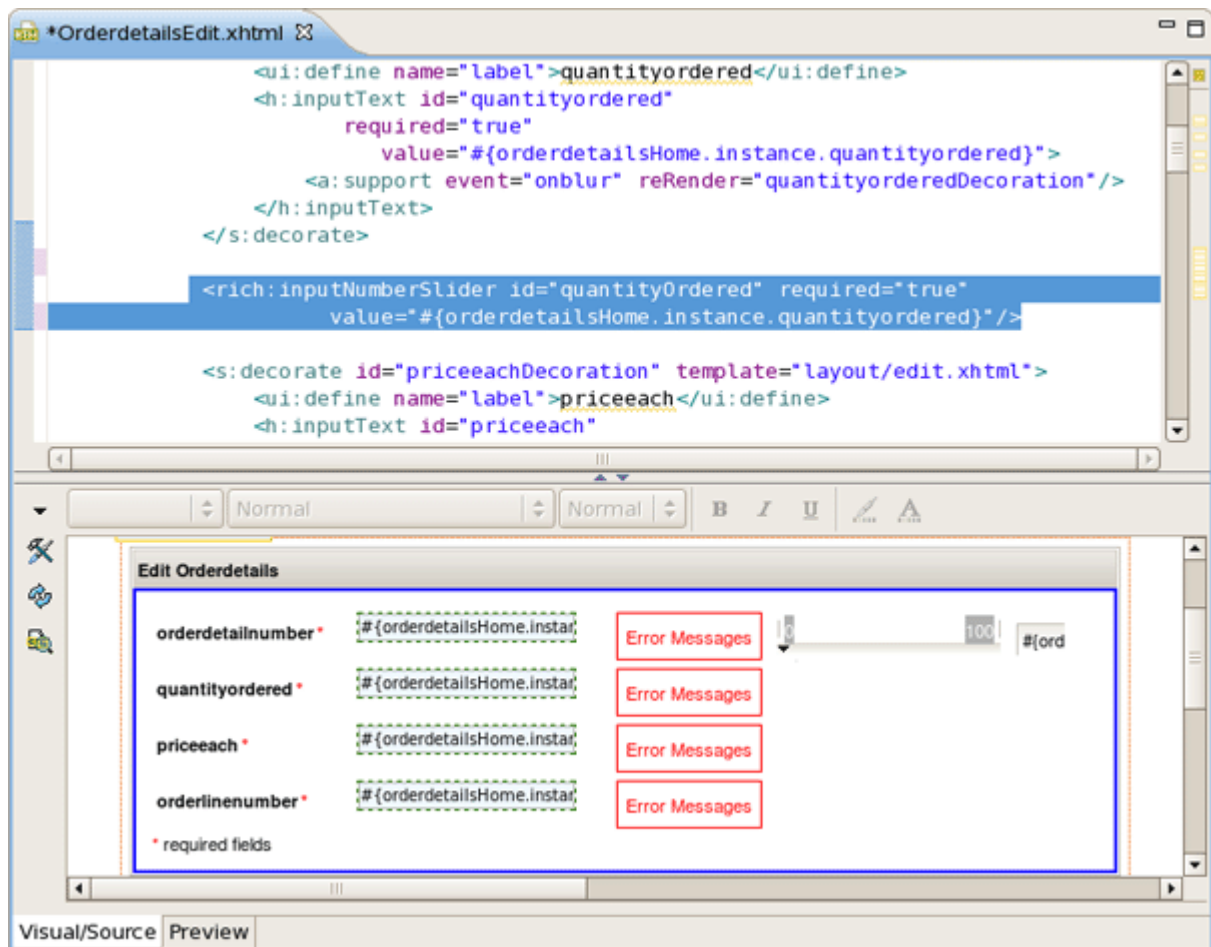 *OrderdetailsEdit.xhtml
<ui:define name="label">quantityordered</ui:define>
<h:inputText id="quantityordered"
required="true"
value="#{orderdetailsHome.instance.quantityordered}">
<a:support event="onblur" reRender="quantityorderedDecoration"/>
</h:inputText>
</s:decorate>
<rich:inputNumberSlider id="quantityOrdered" required="true"
value="#{orderdetailsHome.instance.quantityordered}"/>
<s:decorate id="priceeachDecoration" template="layout/edit.xhtml">
<ui:define name="label">priceeach</ui:define>
<h:inputText id="priceeach"
Normal Normal B I U A
Edit Orderdetails
orderdetailnumber* #{orderdetailsHome.instar Error Messages 0 100 #{ord
quantityordered* #{orderdetailsHome.instar Error Messages
priceeach* #{orderdetailsHome.instar Error Messages
orderlinenumber* #{orderdetailsHome.instar Error Messages
* required fields
Visual/Source Preview